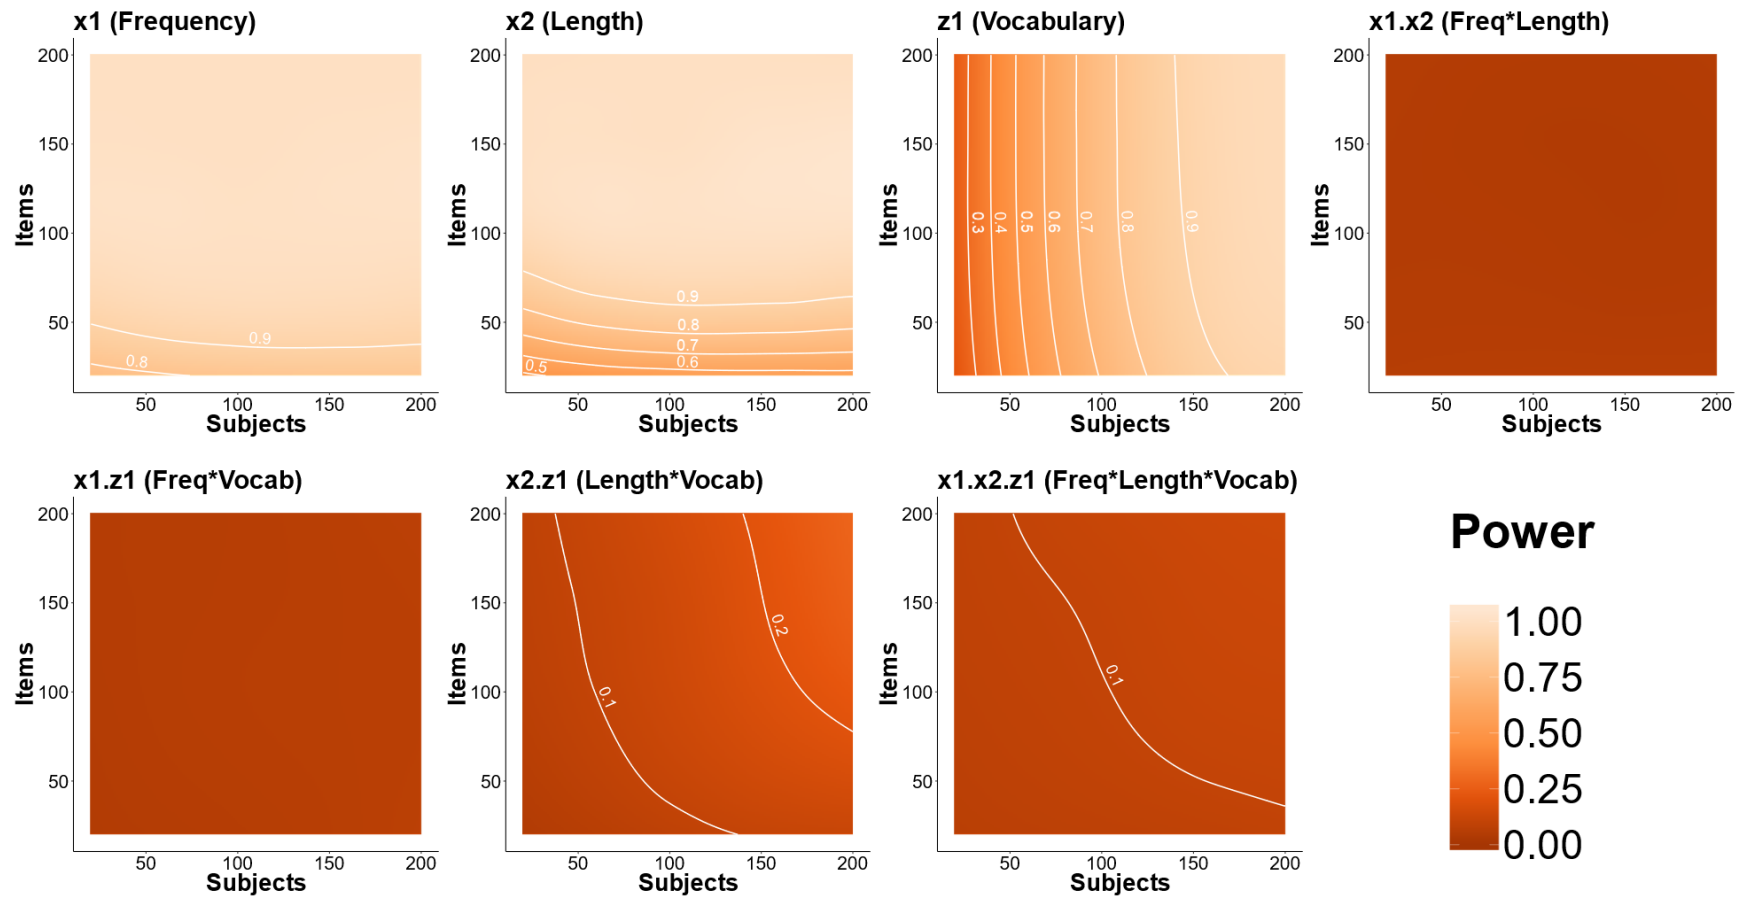 x1 (Frequency)
200
150
100
50
Items
0.9
0.8
50 100 150 200
Subjects
x2 (Length)
200
150
100
50
Items
0.9
0.8
0.7
0.6
0.5
50 100 150 200
Subjects
z1 (Vocabulary)
200
150
100
50
Items
0.3 0.4 0.5 0.6 0.7 0.8 0.9
50 100 150 200
Subjects
x1.x2 (Freq*Length)
200
150
100
50
Items
50 100 150 200
Subjects
x1.z1 (Freq*Vocab)
200
150
100
50
Items
50 100 150 200
Subjects
x2.z1 (Length*Vocab)
200
150
100
50
Items
0.2
0.1
50 100 150 200
Subjects
x1.x2.z1 (Freq*Length*Vocab)
200
150
100
50
Items
0.1
50 100 150 200
Subjects
Power
1.00
0.75
0.50
0.25
0.00